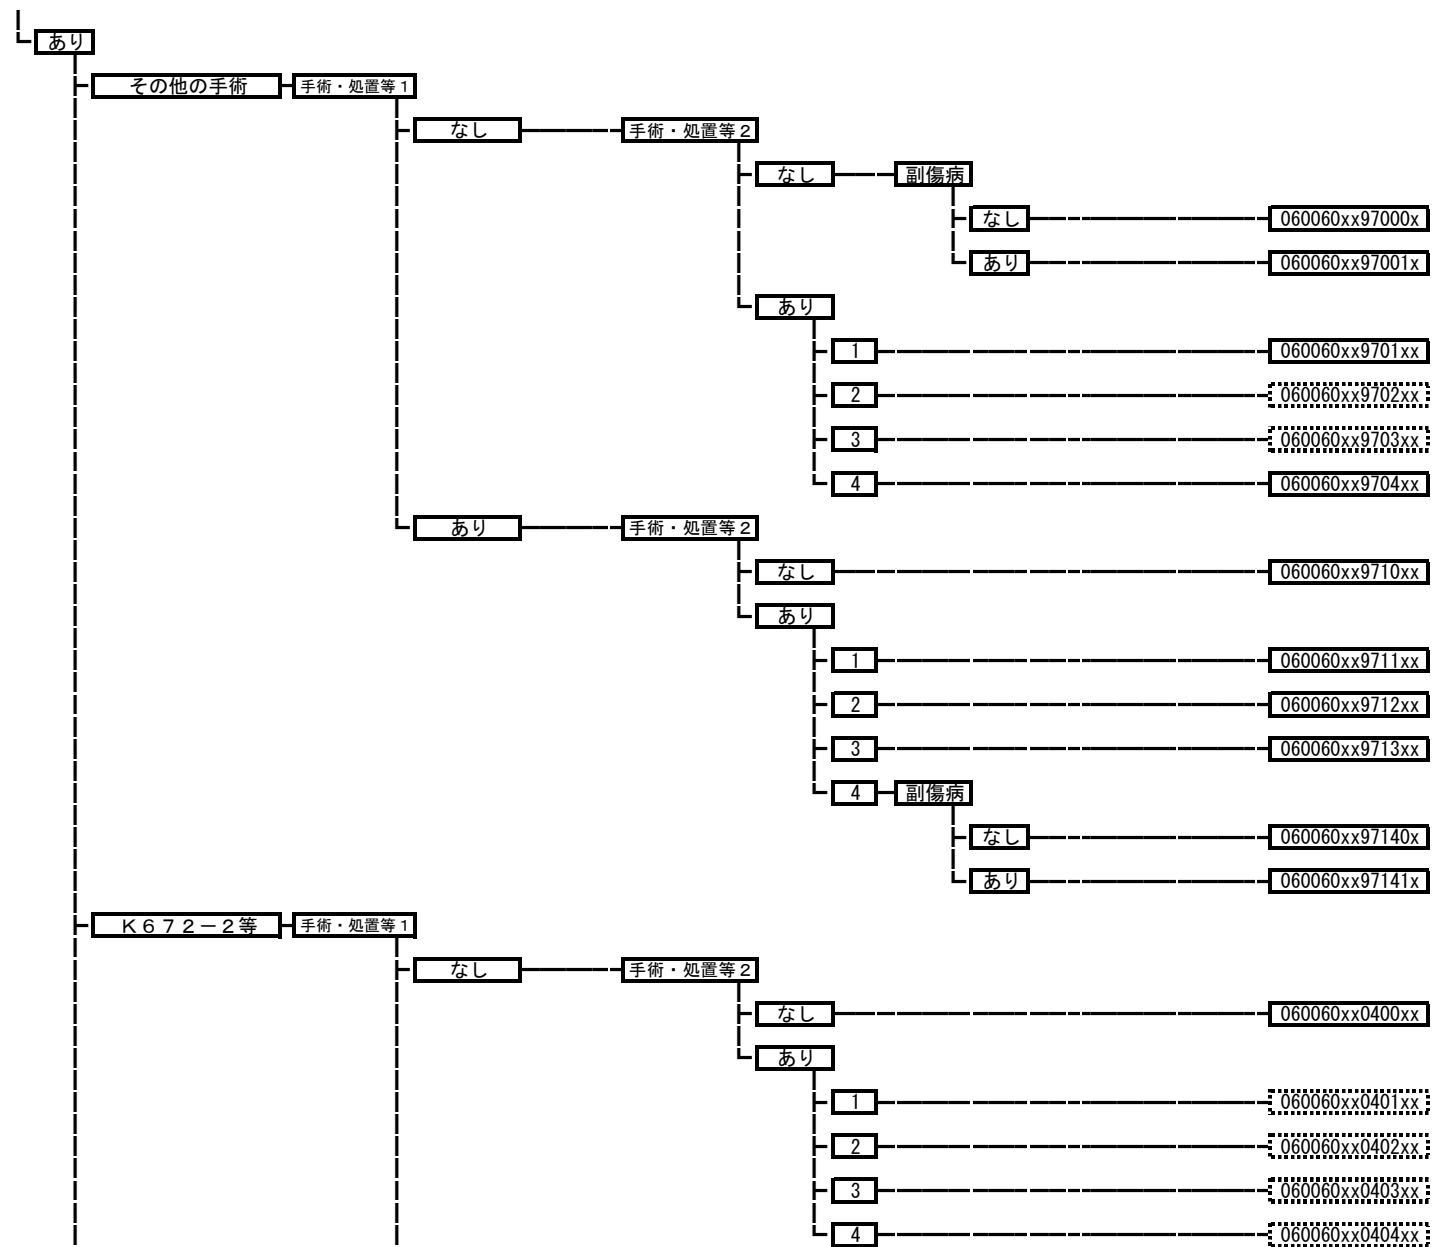 あり
その他の手術 手術・処置等1
なし 手術・処置等2
なし 副傷病
なし 060060xx97000x
あり 060060xx97001x
あり
1 060060xx9701xx
2 060060xx9702xx
3 060060xx9703xx
4 060060xx9704xx
あり 手術・処置等2
なし 060060xx9710xx
あり
1 060060xx9711xx
2 060060xx9712xx
3 060060xx9713xx
4 副傷病
なし 060060xx97140x
あり 060060xx97141x
K672-2等 手術・処置等1
なし 手術・処置等2
なし 060060xx0400xx
あり
1 060060xx0401xx
2 060060xx0402xx
3 060060xx0403xx
4 060060xx0404xx